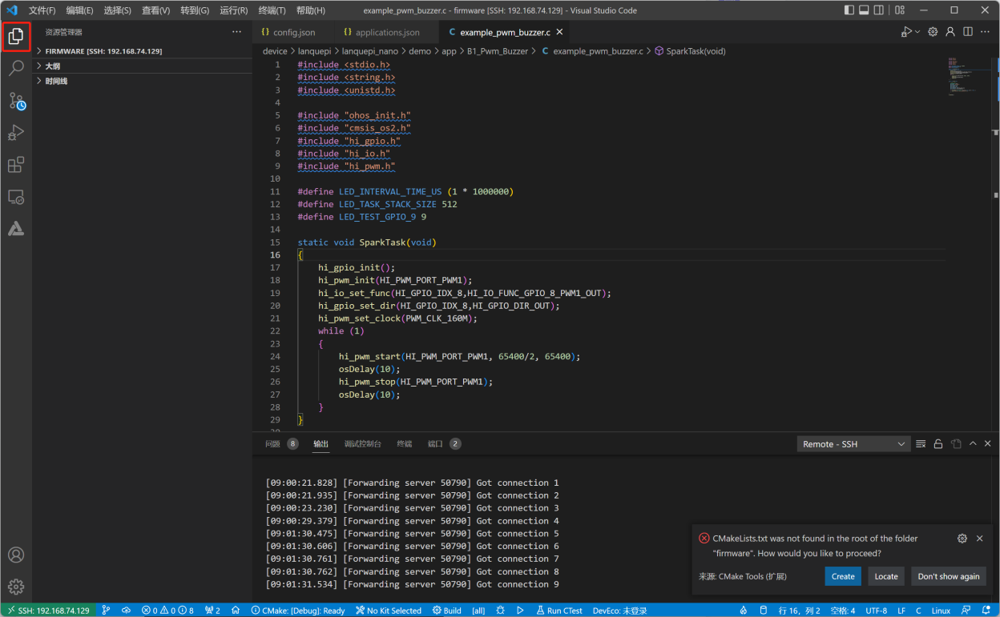 文件(F) 编辑(E) 选择(S) 查看(V) 转到(G) 运行(R) 终端(T) 帮助(H) example_pwm_buzzer.c - firmware [SSH: 192.168.74.129] - Visual Studio Code
资源管理器
FIRMWARE [SSH: 192.168.74.129]
大纲
时间线
{} config.json {} applications.json C example_pwm_buzzer.c
device > lanquepi > lanquepi_nano > demo > app > B1_Pwm_Buzzer > C example_pwm_buzzer.c > SparkTask(void)
1 #include <stdio.h>
2 #include <string.h>
3 #include <unistd.h>
4
5 #include "ohos_init.h"
6 #include "cmsis_os2.h"
7 #include "hi_gpio.h"
8 #include "hi_io.h"
9 #include "hi_pwm.h"
10
11 #define LED_INTERVAL_TIME_US (1 * 1000000)
12 #define LED_TASK_STACK_SIZE 512
13 #define LED_TEST_GPIO_9 9
14
15 static void SparkTask(void)
16 {
17 hi_gpio_init();
18 hi_pwm_init(HI_PWM_PORT_PWM1);
19 hi_io_set_func(HI_GPIO_IDX_8,HI_IO_FUNC_GPIO_8_PWM1_OUT);
20 hi_gpio_set_dir(HI_GPIO_IDX_8,HI_GPIO_DIR_OUT);
21 hi_pwm_set_clock(PWM_CLK_160M);
22 while (1)
23 {
24 hi_pwm_start(HI_PWM_PORT_PWM1, 65400/2, 65400);
25 osDelay(10);
26 hi_pwm_stop(HI_PWM_PORT_PWM1);
27 osDelay(10);
28 }
29 }
问题 8 输出 调试控制台 终端 端口 2 Remote - SSH
[09:00:21.828] [Forwarding server 50790] Got connection 1
[09:00:21.935] [Forwarding server 50790] Got connection 2
[09:00:23.230] [Forwarding server 50790] Got connection 3
[09:00:29.379] [Forwarding server 50790] Got connection 4
[09:01:30.475] [Forwarding server 50790] Got connection 5
[09:01:30.606] [Forwarding server 50790] Got connection 6
[09:01:30.761] [Forwarding server 50790] Got connection 7
[09:01:30.762] [Forwarding server 50790] Got connection 8
[09:01:31.534] [Forwarding server 50790] Got connection 9
CMakeLists.txt was not found in the root of the folder
"firmware". How would you like to proceed?
来源: CMake Tools (扩展) Create Locate Don't show again
SSH: 192.168.74.129 0 0 8 2 CMake: [Debug]: Ready No Kit Selected Build [all] Run CTest DevEco: 未登录 行 16，列 2 空格: 4 UTF-8 LF C Linux